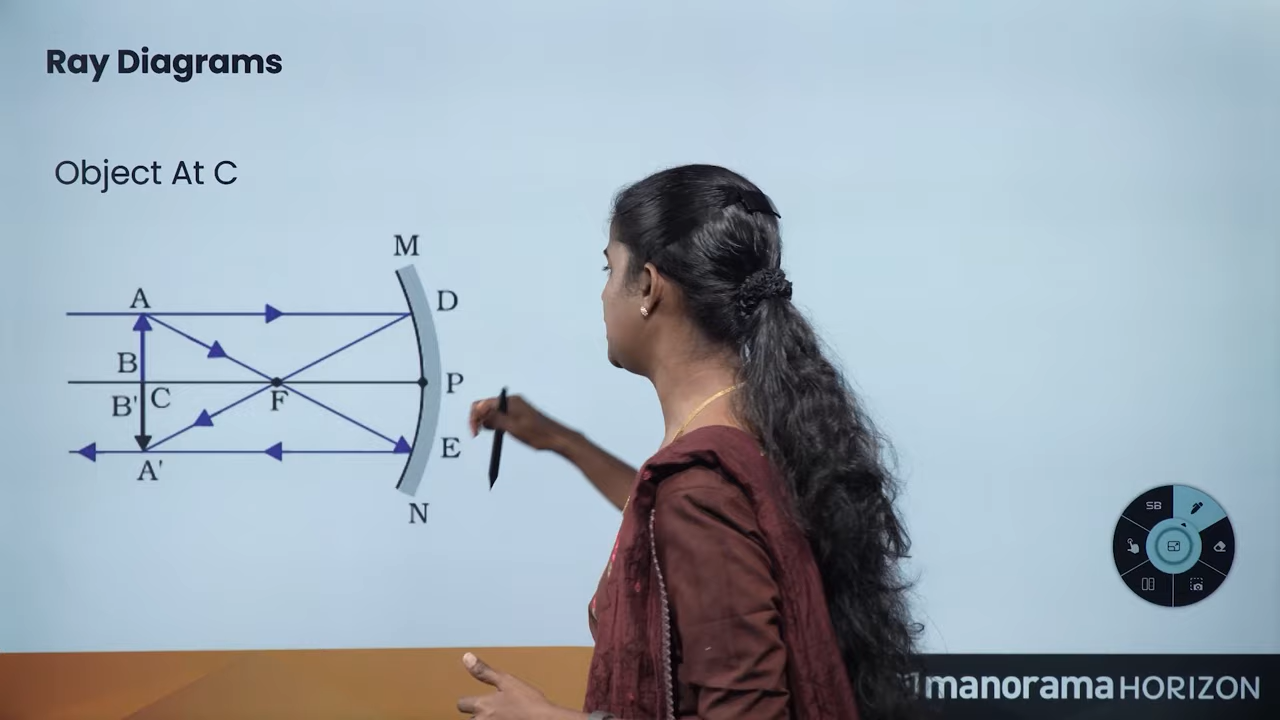 Ray Diagrams
Object At C
M
A
D
B
P
B'
C
F
E
A'
N
SB
manorama HORIZON